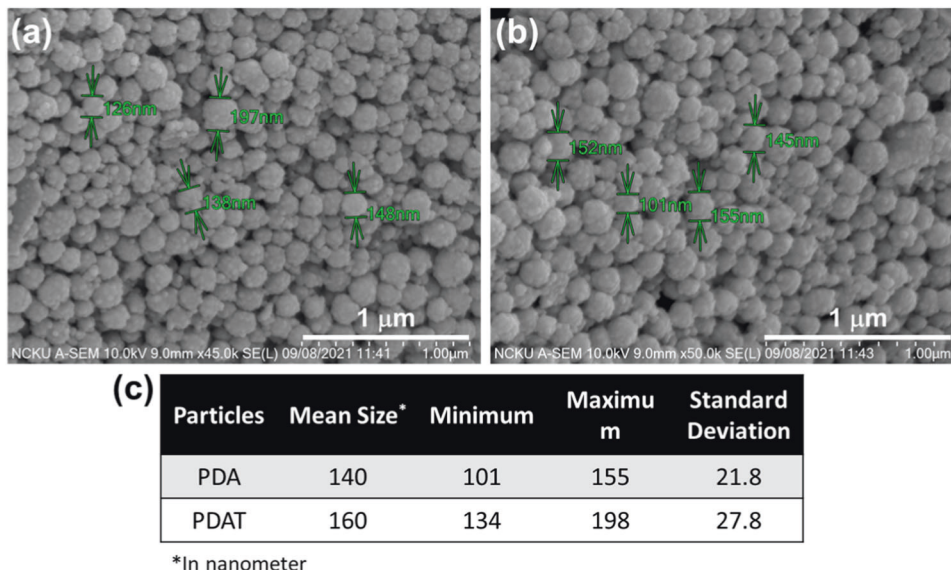 (a)
126nm
197nm
138nm
148nm
1 μm
NCKU A-SEM 10.0kV 9.0mm x45.0k SE(L) 09/08/2021 11:41 1.00μm
(b)
152nm
145nm
101nm
155nm
1 μm
NCKU A-SEM 10.0kV 9.0mm x50.0k SE(L) 09/08/2021 11:43 1.00μm
(c)
Particles Mean Size* Minimum Maximu
m Standard
Deviation
PDA 140 101 155 21.8
PDAT 160 134 198 27.8
*In nanometer